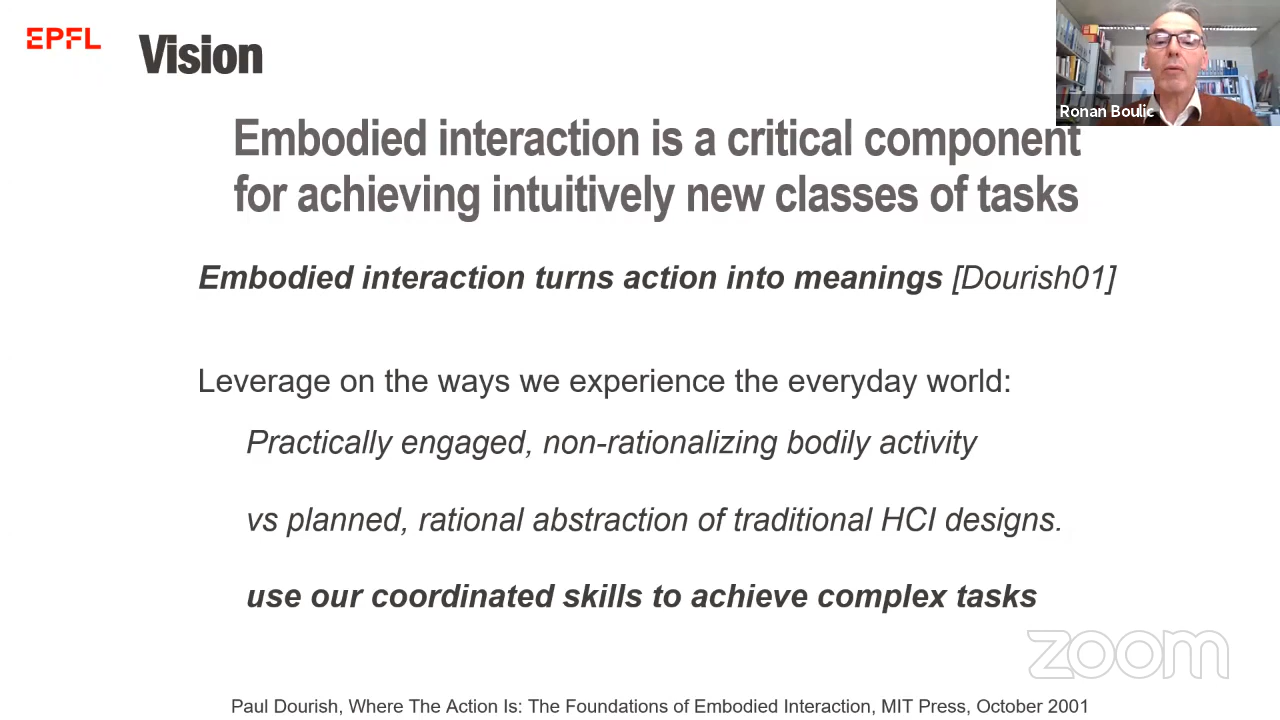 EPFL
Vision
Ronan Boulic
Embodied interaction is a critical component
for achieving intuitively new classes of tasks
Embodied interaction turns action into meanings [Dourish01]
Leverage on the ways we experience the everyday world:
Practically engaged, non-rationalizing bodily activity
vs planned, rational abstraction of traditional HCI designs.
use our coordinated skills to achieve complex tasks
zoom
Paul Dourish, Where The Action Is: The Foundations of Embodied Interaction, MIT Press, October 2001